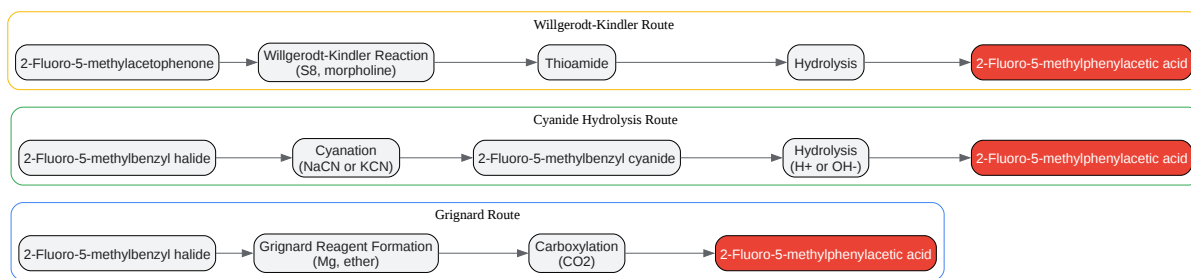 Willgerodt-Kindler Route
2-Fluoro-5-methylacetophenone
Willgerodt-Kindler Reaction
(S8, morpholine)
Thioamide
Hydrolysis
2-Fluoro-5-methylphenylacetic acid
Cyanide Hydrolysis Route
2-Fluoro-5-methylbenzyl halide
Cyanation
(NaCN or KCN)
2-Fluoro-5-methylbenzyl cyanide
Hydrolysis
(H+ or OH-)
2-Fluoro-5-methylphenylacetic acid
Grignard Route
2-Fluoro-5-methylbenzyl halide
Grignard Reagent Formation
(Mg, ether)
Carboxylation
(CO2)
2-Fluoro-5-methylphenylacetic acid